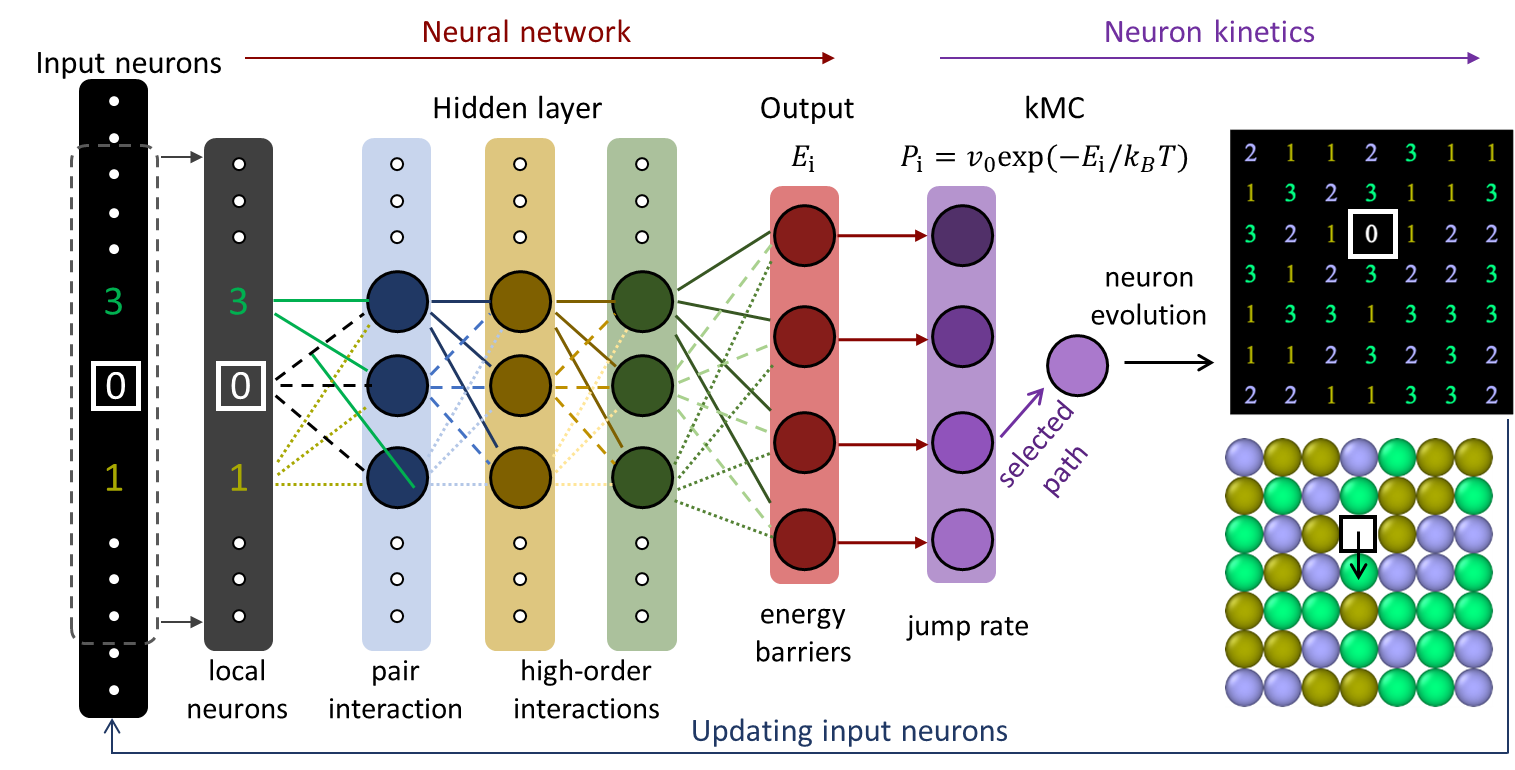 Neural network
Neuron kinetics
Input neurons
Hidden layer
Output
kMC
E_i
P_i = v_0exp(−E_i/k_BT)
3
0
1
3
0
1
local
neurons
pair
interaction
high-order
interactions
energy
barriers
jump rate
selected
path
neuron
evolution
2 1 1 2 3 1 1
1 3 2 3 1 1 3
3 2 1 0 1 2 2
3 1 2 3 2 2 3
1 3 3 1 3 3 3
1 1 2 3 2 3 2
2 2 1 1 3 3 2
Updating input neurons